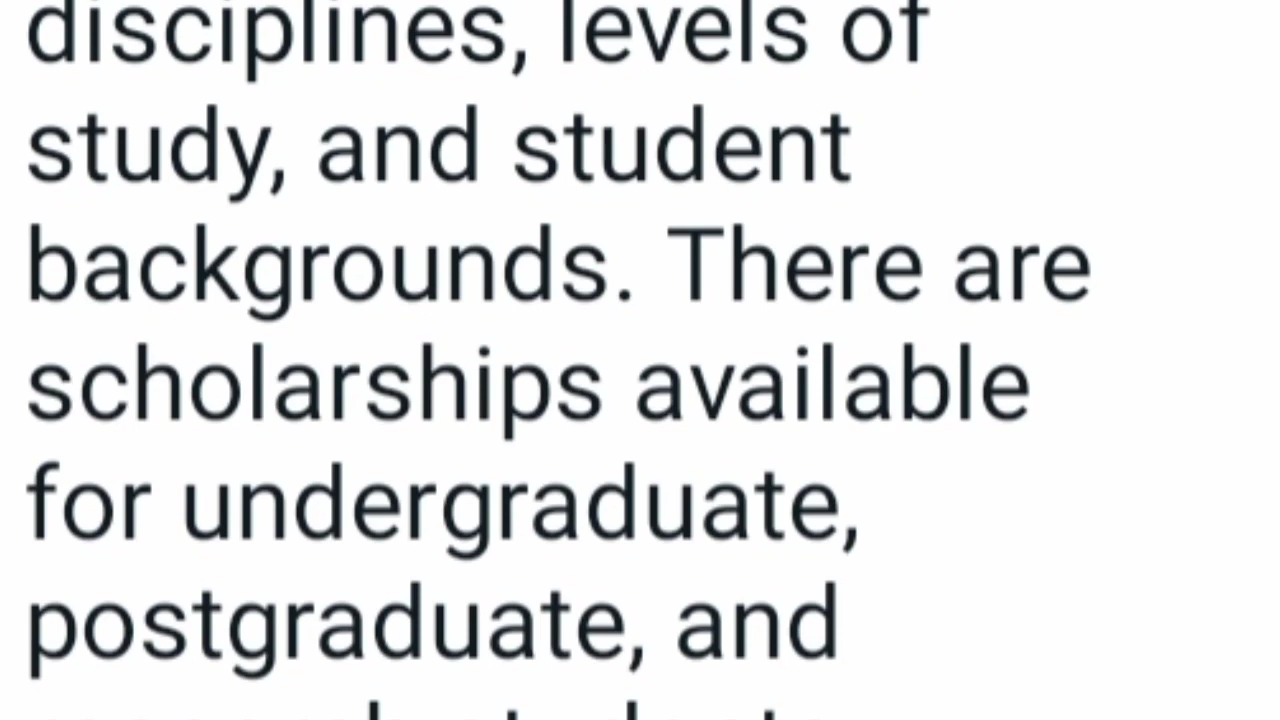 disciplines, levels of
study, and student
backgrounds. There are
scholarships available
for undergraduate,
postgraduate, and